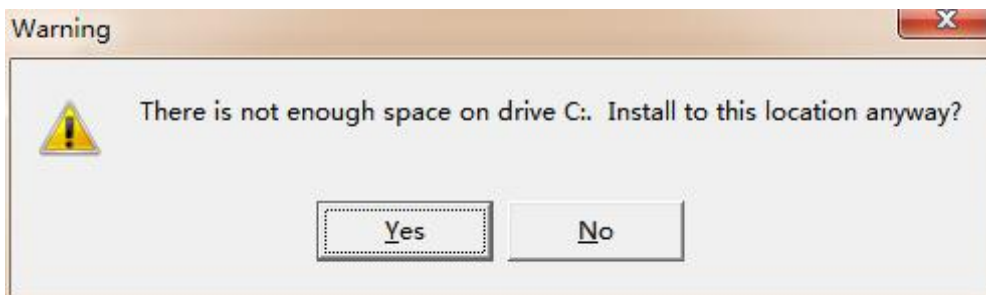 Warning
There is not enough space on drive C:.  Install to this location anyway?
Yes
No